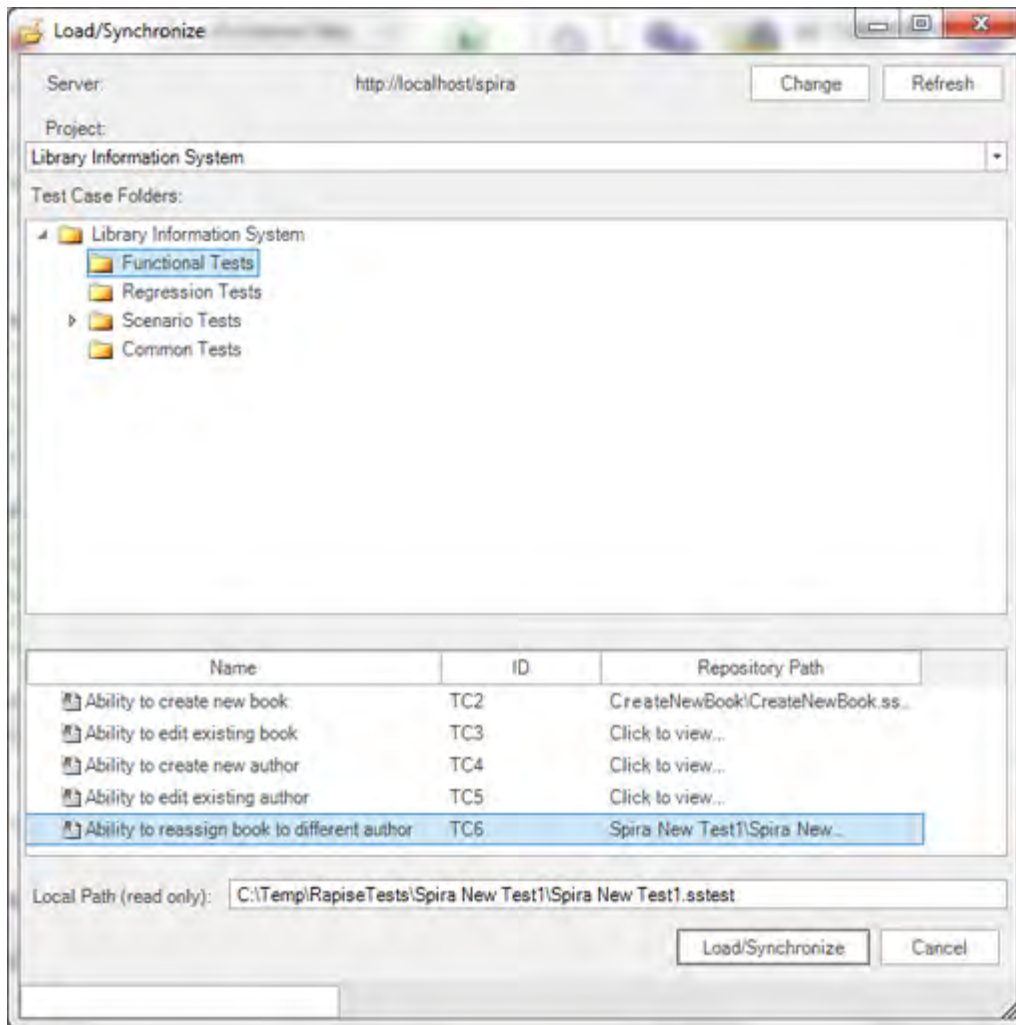 Load/Synchronize
Server: http://localhost/spira Change Refresh
Project:
Library Information System
Test Case Folders:
Library Information System
Functional Tests
Regression Tests
Scenario Tests
Common Tests
Name ID Repository Path
Ability to create new book TC2 CreateNewBook\CreateNewBook.ss...
Ability to edit existing book TC3 Click to view...
Ability to create new author TC4 Click to view...
Ability to edit existing author TC5 Click to view...
Ability to reassign book to different author TC6 Spira New Test1\Spira New...
Local Path (read only): C:\Temp\RapiseTests\Spira New Test1\Spira New Test1.sstest
Load/Synchronize Cancel